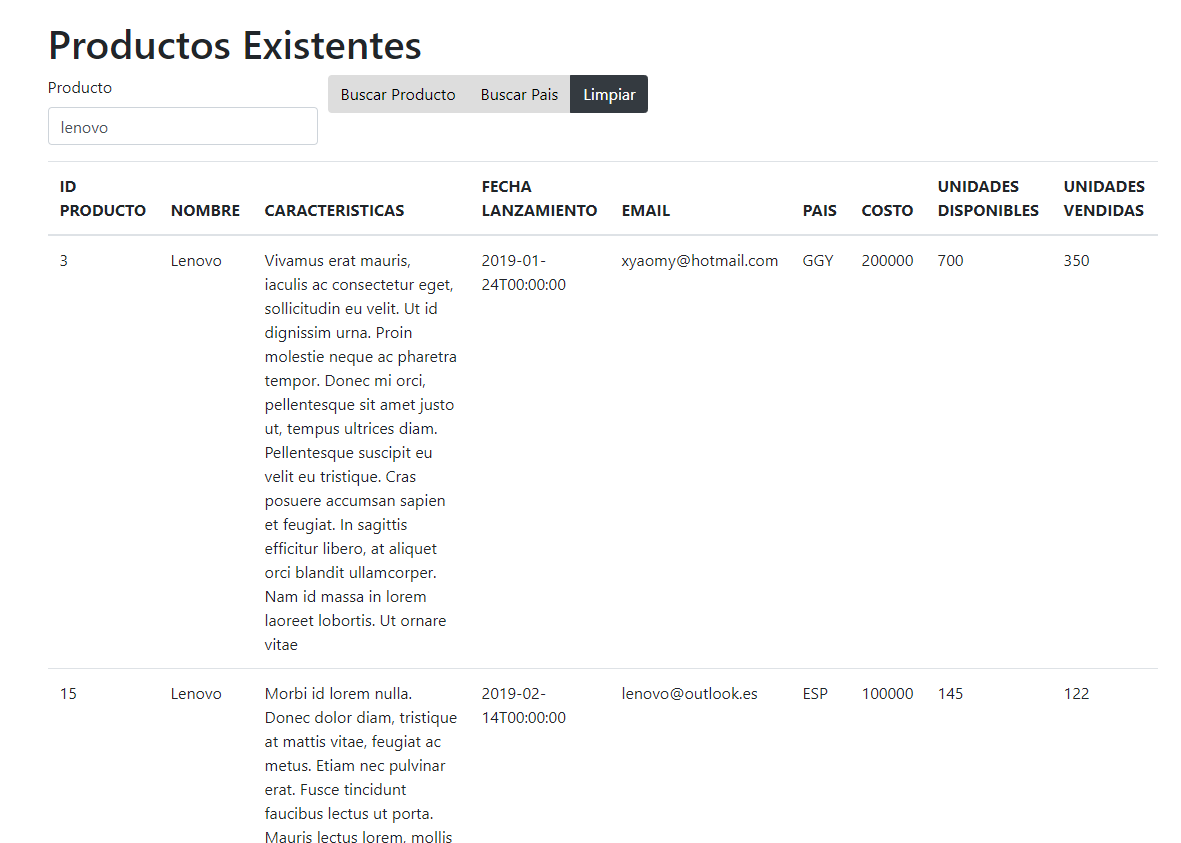 Productos Existentes
Producto
Buscar Producto Buscar Pais Limpiar
lenovo
ID PRODUCTO NOMBRE CARACTERISTICAS FECHA LANZAMIENTO EMAIL PAIS COSTO UNIDADES DISPONIBLES UNIDADES VENDIDAS
3 Lenovo Vivamus erat mauris, 2019-01- xyaomy@hotmail.com GGY 200000 700 350
iaculis ac consectetur eget, 24T00:00:00
sollicitudin eu velit. Ut id
dignissim urna. Proin
molestie neque ac pharetra
tempor. Donec mi orci,
pellentesque sit amet justo
ut, tempus ultrices diam.
Pellentesque suscipit eu
velit eu tristique. Cras
posuere accumsan sapien
et feugiat. In sagittis
efficitur libero, at aliquet
orci blandit ullamcorper.
Nam id massa in lorem
laoreet lobortis. Ut ornare
vitae
15 Lenovo Morbi id lorem nulla. 2019-02- lenovo@outlook.es ESP 100000 145 122
Donec dolor diam, tristique 14T00:00:00
at mattis vitae, feugiat ac
metus. Etiam nec pulvinar
erat. Fusce tincidunt
faucibus lectus ut porta.
Mauris lectus lorem, mollis